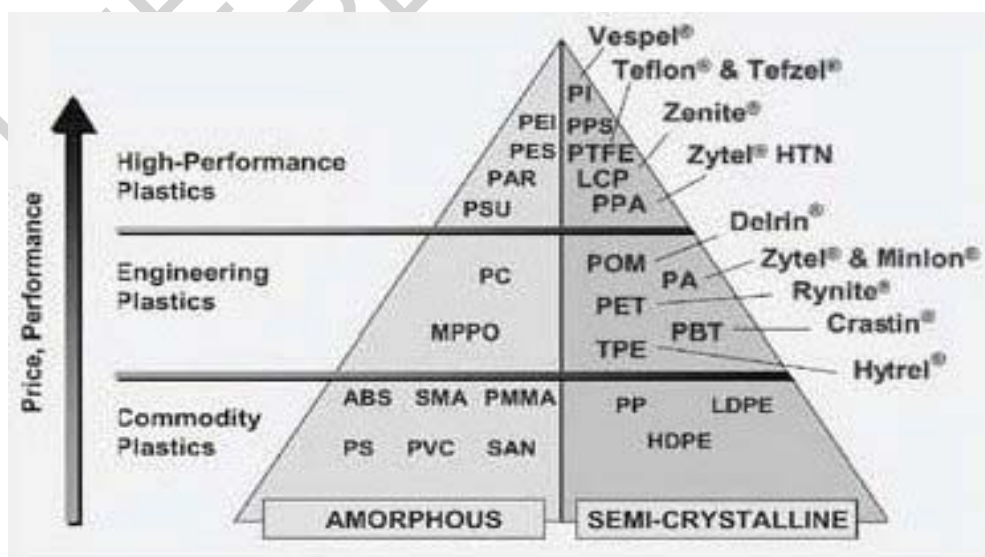 Vespel®
Teflon® & Tefzel®
PI
Zenite®
PEI PPS
High-Performance
Plastics
PES PTFE
Zytel® HTN
PAR LCP
PSU PPA
Delrin®
Engineering
Plastics
PC POM PA
Zytel® & Minlon®
PET Rynite®
MPPO PBT Crastin®
TPE
Hytrel®
Price, Performance
Commodity
Plastics
ABS SMA PMMA PP LDPE
PS PVC SAN HDPE
AMORPHOUS SEMI-CRYSTALLINE